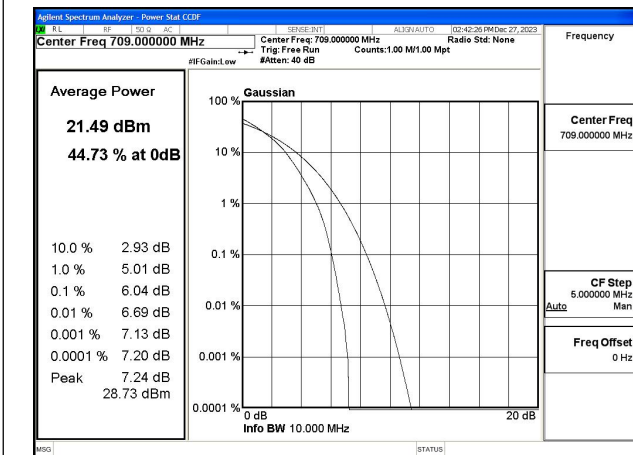 Agilent Spectrum Analyzer - Power Stat CCDF
RL RF 50 Ω AC SENSE:INT ALIGN AUTO 02:42:26 PM Dec 27, 2023
Center Freq 709.000000 MHz
Center Freq: 709.000000 MHz Radio Std: None
Trig: Free Run Counts:1.00 M/1.00 Mpt
#IFGain:Low #Atten: 40 dB
Frequency
Average Power
21.49 dBm
44.73 % at 0dB
10.0 % 2.93 dB
1.0 % 5.01 dB
0.1 % 6.04 dB
0.01 % 6.69 dB
0.001 % 7.13 dB
0.0001 % 7.20 dB
Peak 7.24 dB
28.73 dBm
Gaussian
100 %
10 %
1 %
0.1 %
0.01 %
0.001 %
0.0001 %
0 dB 20 dB
Info BW 10.000 MHz
Center Freq
709.000000 MHz
CF Step
5.000000 MHz
Auto Man
Freq Offset
0 Hz
MSG STATUS